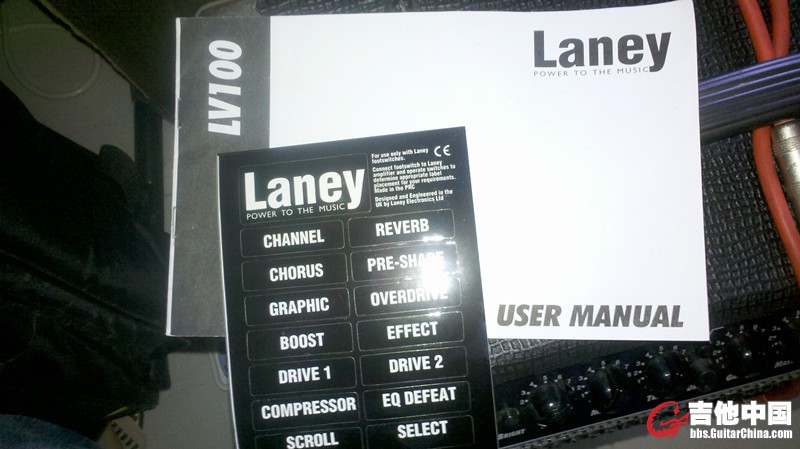 LV100
Laney
POWER TO THE MUSIC
USER MANUAL
Laney
POWER TO THE MUSIC
For use only with Laney
footswitches.
CE
Connect footswitch to Laney
amplifier and operate switches to
determine appropriate label
placement for your requirements.
Made in the PRC
Designed and Engineered in the
UK by Laney Electronics Ltd
CHANNEL
REVERB
CHORUS
PRE-SHAPE
GRAPHIC
OVERDRIVE
BOOST
EFFECT
DRIVE 1
DRIVE 2
COMPRESSOR
EQ DEFEAT
SCROLL
SELECT
BRIGHT
吉他中国
bbs.GuitarChina.com